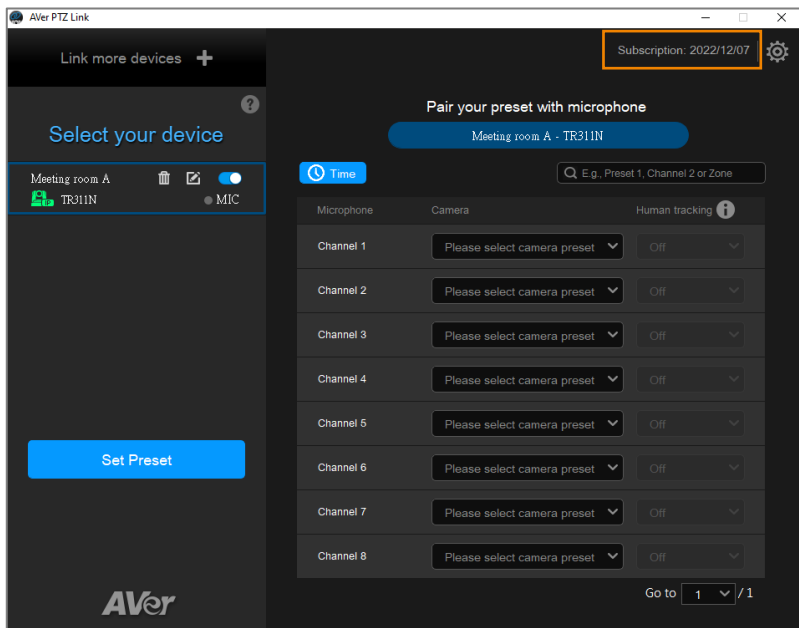 AVer PTZ Link
Link more devices +
Subscription: 2022/12/07
?
Select your device
Pair your preset with microphone
Meeting room A - TR311N
Meeting room A
TR311N
MIC
Time
E.g., Preset 1, Channel 2 or Zone
Microphone Camera Human tracking i
Channel 1 Please select camera preset Off
Channel 2 Please select camera preset Off
Channel 3 Please select camera preset Off
Channel 4 Please select camera preset Off
Channel 5 Please select camera preset Off
Channel 6 Please select camera preset Off
Channel 7 Please select camera preset Off
Channel 8 Please select camera preset Off
Set Preset
Go to 1 / 1
AVer